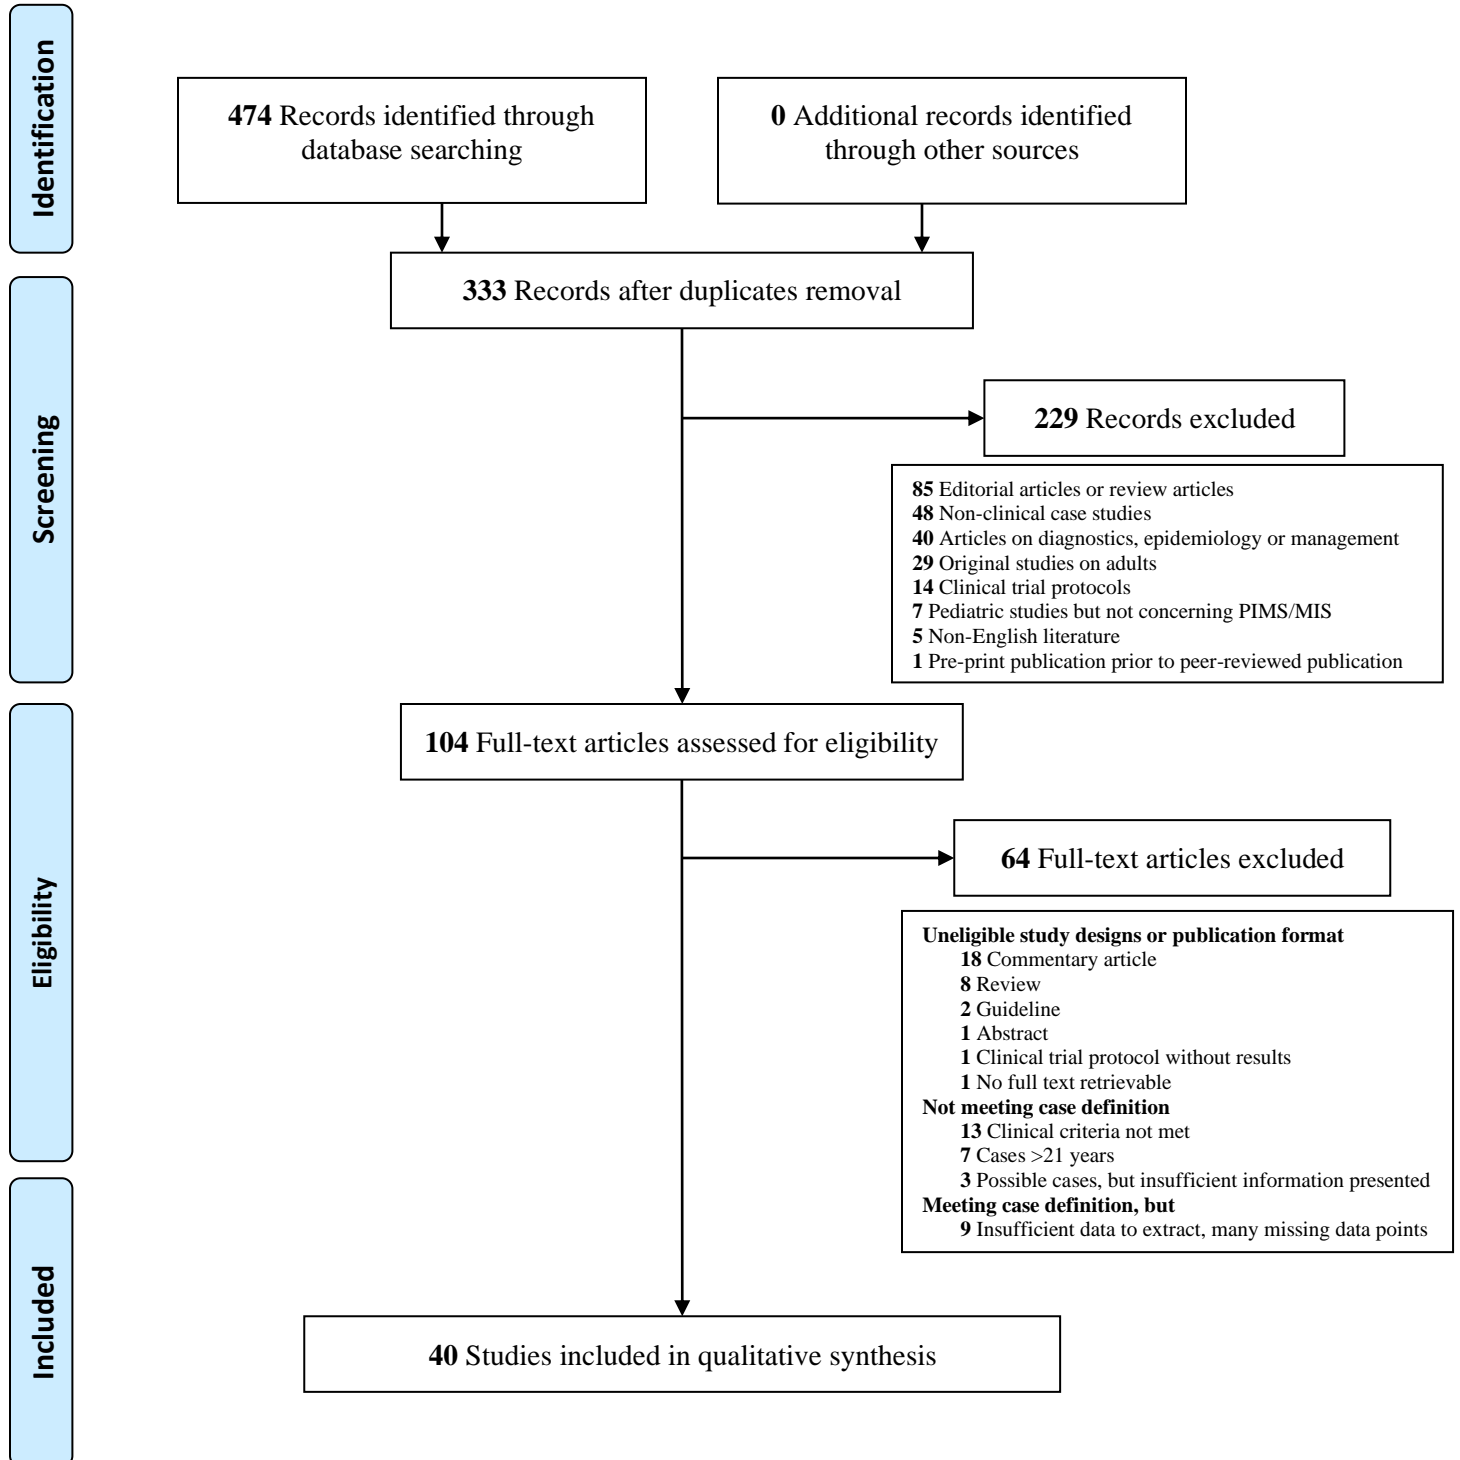 Identification
474 Records identified through
database searching
0 Additional records identified
through other sources
333 Records after duplicates removal
Screening
229 Records excluded
85 Editorial articles or review articles
48 Non-clinical case studies
40 Articles on diagnostics, epidemiology or management
29 Original studies on adults
14 Clinical trial protocols
7 Pediatric studies but not concerning PIMS/MIS
5 Non-English literature
1 Pre-print publication prior to peer-reviewed publication
104 Full-text articles assessed for eligibility
Eligibility
64 Full-text articles excluded
Uneligible study designs or publication format
18 Commentary article
8 Review
2 Guideline
1 Abstract
1 Clinical trial protocol without results
1 No full text retrievable
Not meeting case definition
13 Clinical criteria not met
7 Cases >21 years
3 Possible cases, but insufficient information presented
Meeting case definition, but
9 Insufficient data to extract, many missing data points
Included
40 Studies included in qualitative synthesis